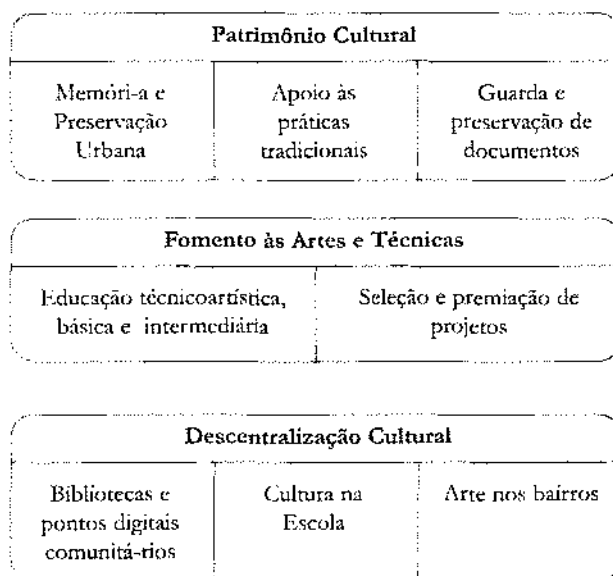 Patrimônio Cultural
Memóri-a e
Preservação
Urbana
Apoio às
práticas
tradicionais
Guarda e
preservação de
documentos
Fomento às Artes e Técnicas
Educação técnicoartística,
básica e intermediária
Seleção e premiação de
projetos
Descentralização Cultural
Bibliotecas e
pontos digitais
comunitá-rios
Cultura na
Escola
Arte nos bairros